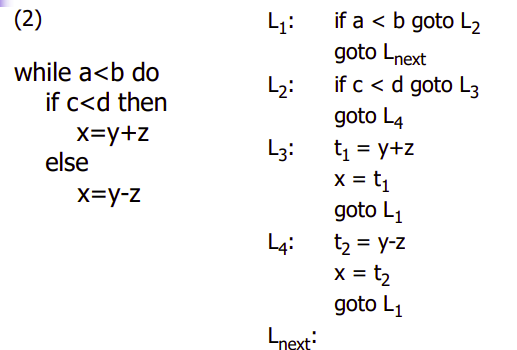 (2)
while a<b do
if c<d then
x=y+z
else
x=y-z
L₁: if a < b goto L₂
goto Lnext
L₂: if c < d goto L₃
goto L₄
L₃: t₁ = y+z
x = t₁
goto L₁
L₄: t₂ = y-z
x = t₂
goto L₁
Lnext: